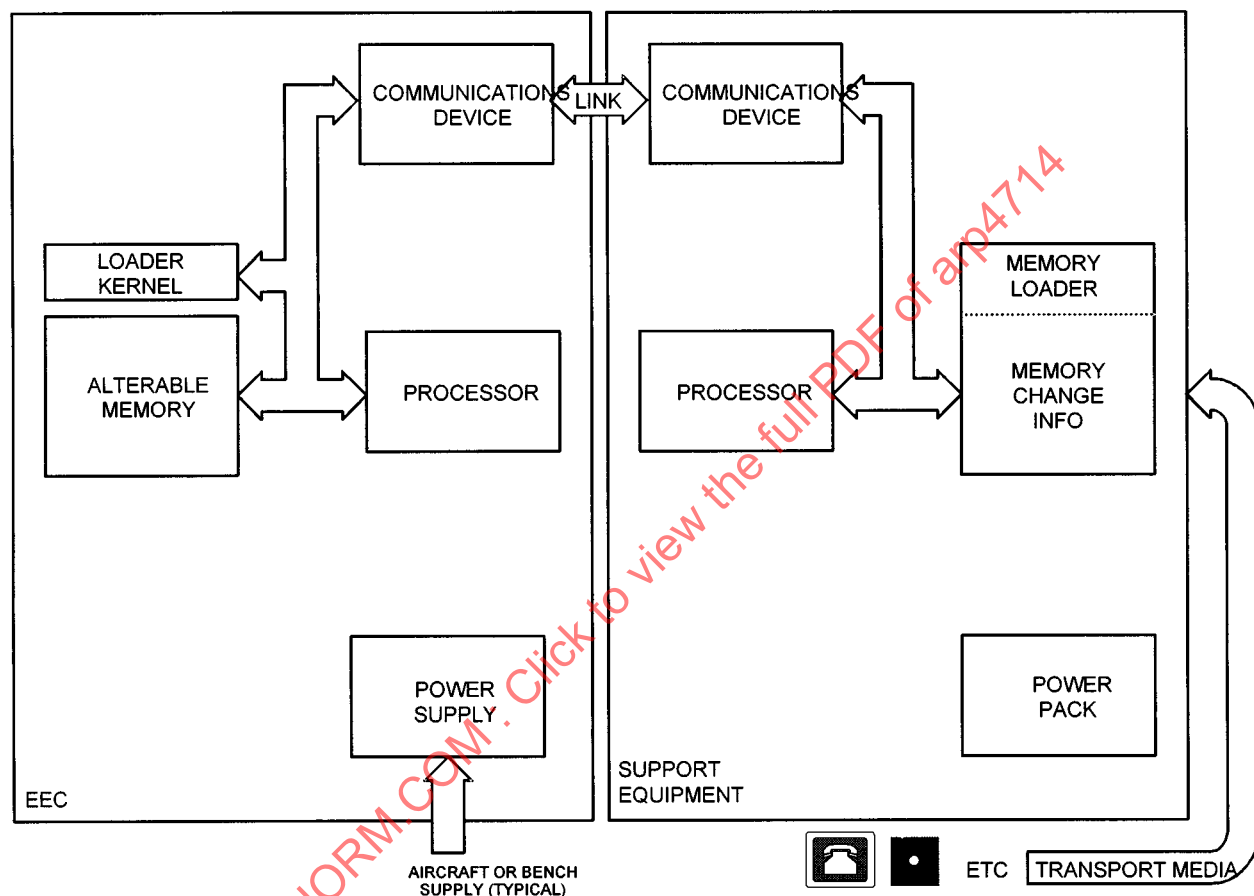 COMMUNICATIONS
DEVICE
LINK
COMMUNICATIONS
DEVICE
LOADER
KERNEL
ALTERABLE
MEMORY
PROCESSOR
PROCESSOR
MEMORY
LOADER
MEMORY
CHANGE
INFO
POWER
SUPPLY
POWER
PACK
EEC
SUPPORT
EQUIPMENT
AIRCRAFT OR BENCH
SUPPLY (TYPICAL)
ETC
TRANSPORT MEDIA
NORM.COM : Click to view the full PDF of arp4714